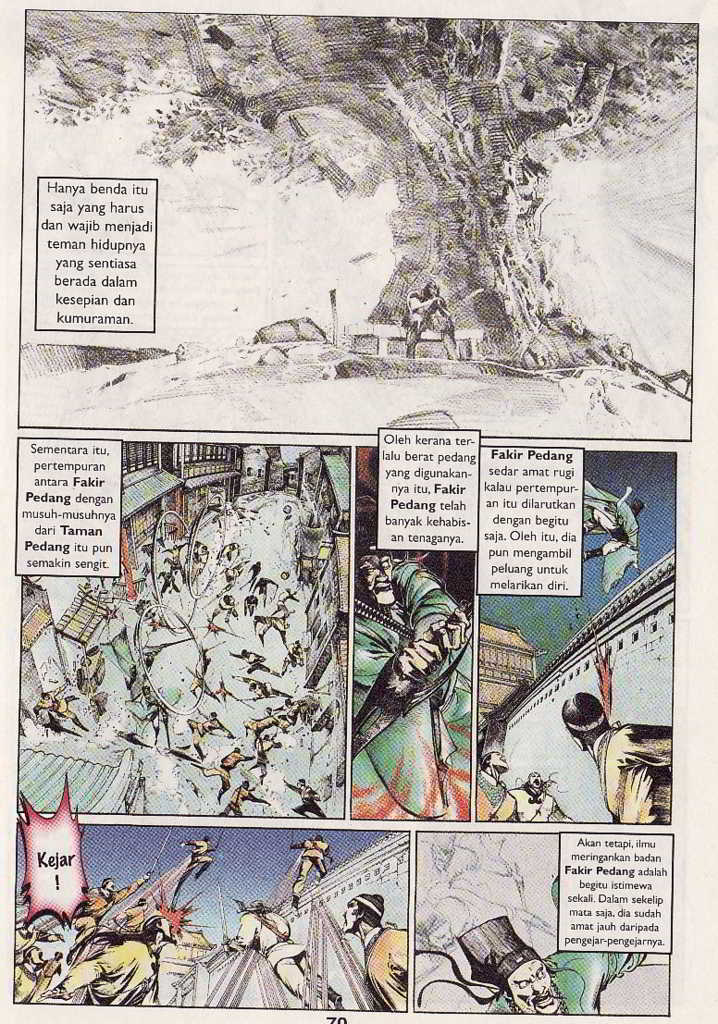 Hanya benda itu
saja yang harus
dan wajib menjadi
teman hidupnya
yang sentiasa
berada dalam
kesepian dan
kumuraman.
Sementara itu,
pertempuran
antara Fakir
Pedang dengan
musuh-musuhnya
dari Taman
Pedang itu pun
semakin sengit.
Oleh kerana ter-
lalu berat pedang
yang digunakan-
nya itu, Fakir
Pedang telah
banyak kehabis-
an tenaganya.
Fakir Pedang
sedar amat rugi
kalau pertempur-
an itu dilarutkan
dengan begitu
saja. Oleh itu, dia
pun mengambil
peluang untuk
melarikan diri.
Kejar
!
Akan tetapi, ilmu
meringankan badan
Fakir Pedang adalah
begitu istimewa
sekali. Dalam sekelip
mata saja, dia sudah
amat jauh daripada
pengejar-pengejarnya.
70